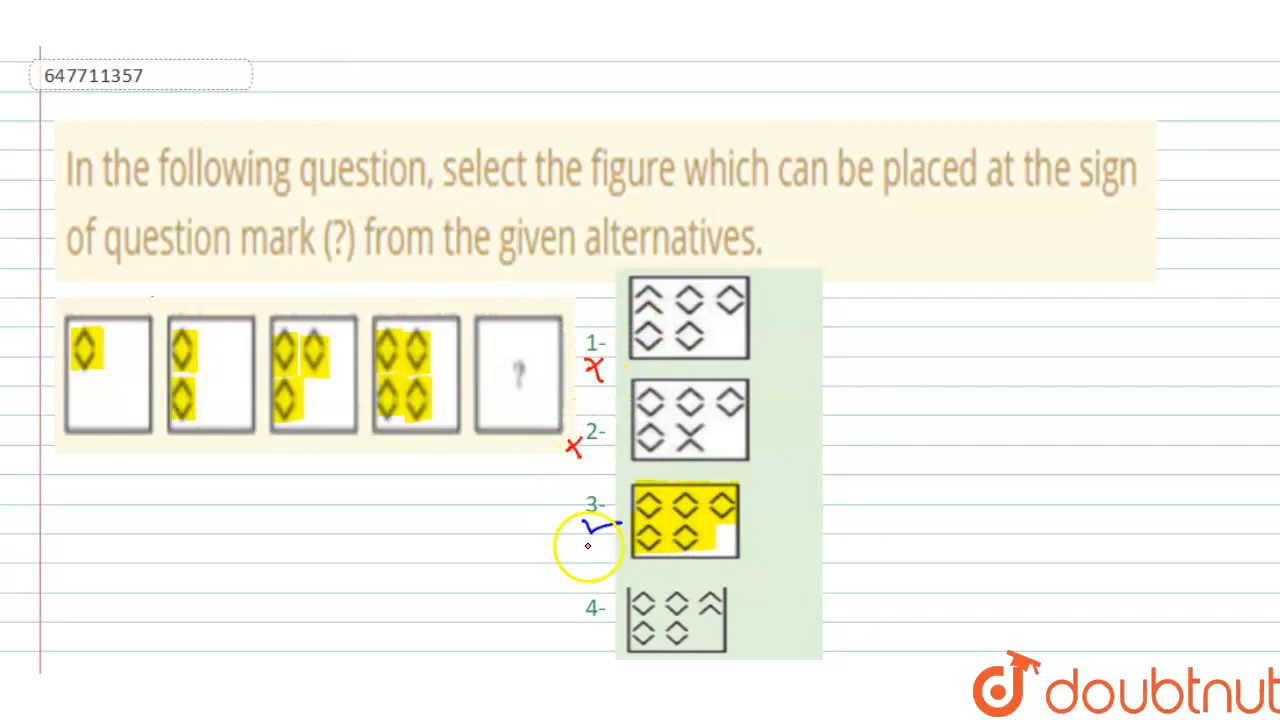 647711357
In the following question, select the figure which can be placed at the sign
of question mark (?) from the given alternatives.
?
1-
2-
3-
4-
doubtnut